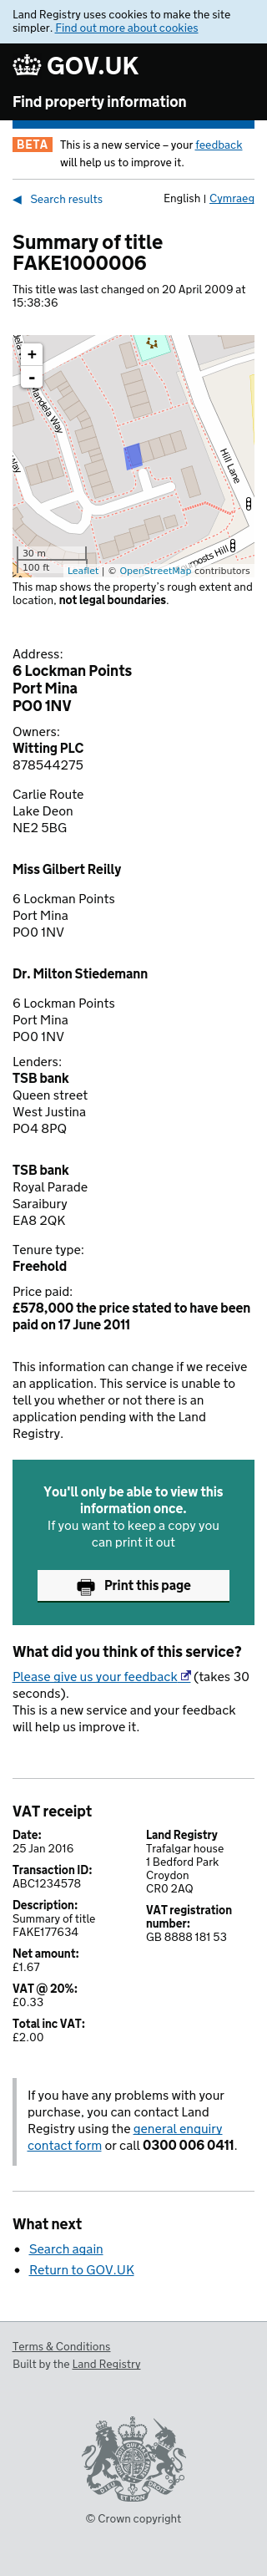 Land Registry uses cookies to make the site
simpler. Find out more about cookies
GOV.UK
Find property information
BETA This is a new service – your feedback
will help us to improve it.
◀ Search results English | Cymraeg
Summary of title
FAKE1000006
This title was last changed on 20 April 2009 at
15:38:36
+
-
Mandela Way
Hill Lane
30 m
100 ft
Leaflet | © OpenStreetMap contributors
This map shows the property's rough extent and
location, not legal boundaries.
Address:
6 Lockman Points
Port Mina
PO0 1NV
Owners:
Witting PLC
878544275
Carlie Route
Lake Deon
NE2 5BG
Miss Gilbert Reilly
6 Lockman Points
Port Mina
PO0 1NV
Dr. Milton Stiedemann
6 Lockman Points
Port Mina
PO0 1NV
Lenders:
TSB bank
Queen street
West Justina
PO4 8PQ
TSB bank
Royal Parade
Saraibury
EA8 2QK
Tenure type:
Freehold
Price paid:
£578,000 the price stated to have been
paid on 17 June 2011
This information can change if we receive
an application. This service is unable to
tell you whether or not there is an
application pending with the Land
Registry.
You'll only be able to view this
information once.
If you want to keep a copy you
can print it out
Print this page
What did you think of this service?
Please give us your feedback (takes 30
seconds).
This is a new service and your feedback
will help us improve it.
VAT receipt
Date:
25 Jan 2016
Transaction ID:
ABC1234578
Description:
Summary of title
FAKE177634
Net amount:
£1.67
VAT @ 20%:
£0.33
Total inc VAT:
£2.00
Land Registry
Trafalgar house
1 Bedford Park
Croydon
CR0 2AQ
VAT registration
number:
GB 8888 181 53
If you have any problems with your
purchase, you can contact Land
Registry using the general enquiry
contact form or call 0300 006 0411.
What next
• Search again
• Return to GOV.UK
Terms & Conditions
Built by the Land Registry
© Crown copyright